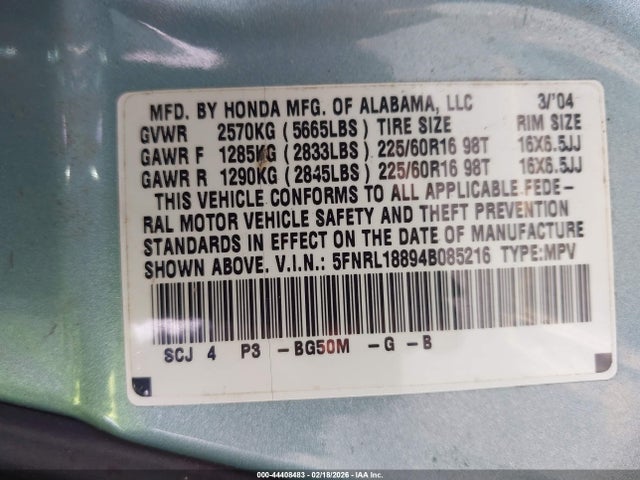 MFD. BY HONDA MFG. OF ALABAMA, LLC 3/'04
GVWR 2570KG (5665LBS) TIRE SIZE RIM SIZE
GAWR F 1285KG (2833LBS) 225/60R16 98T 16X6.5JJ
GAWR R 1290KG (2845LBS) 225/60R16 98T 16X6.5JJ
THIS VEHICLE CONFORMS TO ALL APPLICABLE FEDE-
RAL MOTOR VEHICLE SAFETY AND THEFT PREVENTION
STANDARDS IN EFFECT ON THE DATE OF MANUFACTURE
SHOWN ABOVE. V.I.N.: 5FNRL18894B085216 TYPE:MPV
SCJ 4 P3 -BG50M -G -B
000-44408483 - 02/18/2026 - IAA Inc.